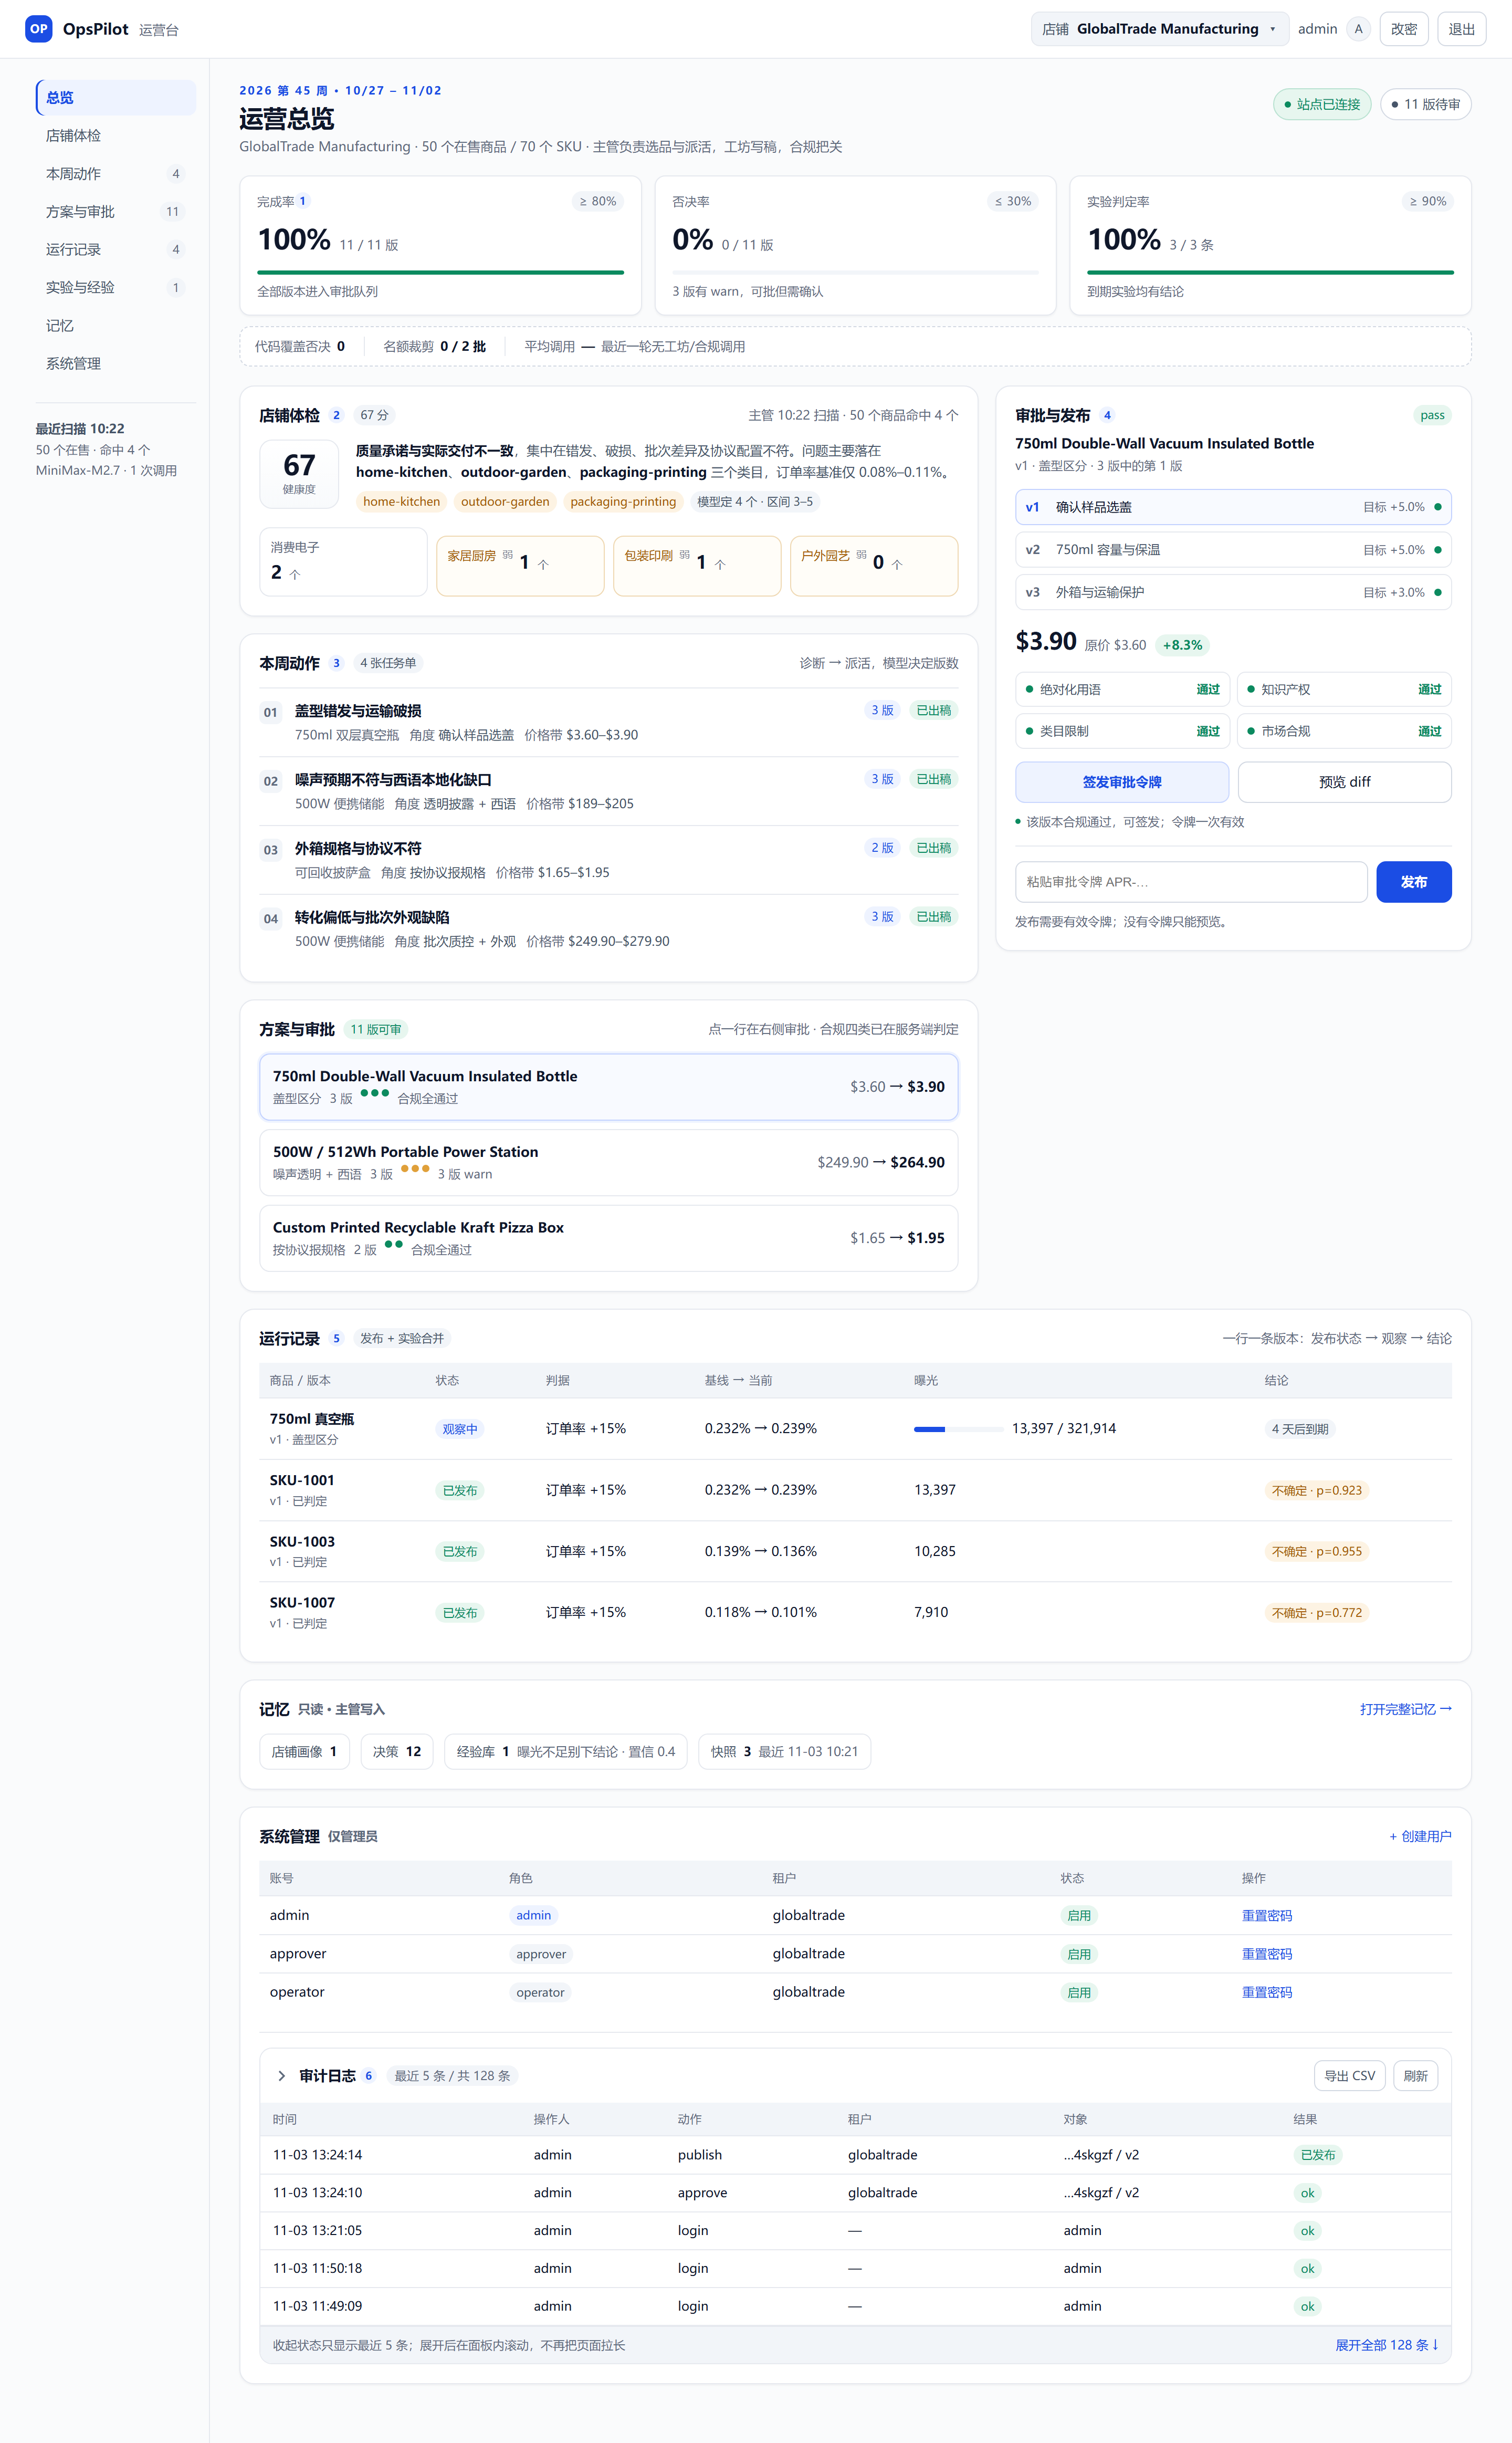 OP OpsPilot 运营台
店铺 GlobalTrade Manufacturing ▾ admin A 改密 退出
总览
店铺体检
本周动作 4
方案与审批 11
运行记录 4
实验与经验 1
记忆
系统管理
最近扫描 10:22
50 个在售 · 命中 4 个
MiniMax-M2.7 · 1 次调用
2026 第 45 周 • 10/27 – 11/02
运营总览
GlobalTrade Manufacturing · 50 个在售商品 / 70 个 SKU · 主管负责选品与派活，工坊写稿，合规把关
站点已连接 11 版待审
完成率 1 ≥ 80%
100% 11 / 11 版
全部版本进入审批队列
否决率 ≤ 30%
0% 0 / 11 版
3 版有 warn，可批但需确认
实验判定率 ≥ 90%
100% 3 / 3 条
到期实验均有结论
代码覆盖否决 0 名额裁剪 0 / 2 批 平均调用 — 最近一轮无工坊/合规调用
店铺体检 2 67 分 主管 10:22 扫描 · 50 个商品命中 4 个
67
健康度
质量承诺与实际交付不一致，集中在错发、破损、批次差异及协议配置不符。问题主要落在
home-kitchen、outdoor-garden、packaging-printing 三个类目，订单率基准仅 0.08%–0.11%。
home-kitchen outdoor-garden packaging-printing 模型定 4 个 · 区间 3–5
消费电子
2 个
家居厨房 弱 1 个
包装印刷 弱 1 个
户外园艺 弱 0 个
本周动作 3 4 张任务单 诊断 → 派活，模型决定版数
01 盖型错发与运输破损 3 版 已出稿
750ml 双层真空瓶 角度 确认样品选盖 价格带 $3.60–$3.90
02 噪声预期不符与西语本地化缺口 3 版 已出稿
500W 便携储能 角度 透明披露 + 西语 价格带 $189–$205
03 外箱规格与协议不符 2 版 已出稿
可回收披萨盒 角度 按协议报规格 价格带 $1.65–$1.95
04 转化偏低与批次外观缺陷 3 版 已出稿
500W 便携储能 角度 批次质控 + 外观 价格带 $249.90–$279.90
方案与审批 11 版可审 点一行在右侧审批 · 合规四类已在服务端判定
750ml Double-Wall Vacuum Insulated Bottle
盖型区分 3 版 合规全通过
$3.60 → $3.90
500W / 512Wh Portable Power Station
噪声透明 + 西语 3 版 3 版 warn
$249.90 → $264.90
Custom Printed Recyclable Kraft Pizza Box
按协议报规格 2 版 合规全通过
$1.65 → $1.95
审批与发布 4 pass
750ml Double-Wall Vacuum Insulated Bottle
v1 · 盖型区分 · 3 版中的第 1 版
v1 确认样品选盖 目标 +5.0%
v2 750ml 容量与保温 目标 +5.0%
v3 外箱与运输保护 目标 +3.0%
$3.90 原价 $3.60 +8.3%
绝对化用语 通过 知识产权 通过
类目限制 通过 市场合规 通过
签发审批令牌 预览 diff
该版本合规通过，可签发；令牌一次有效
粘贴审批令牌 APR-… 发布
发布需要有效令牌；没有令牌只能预览。
运行记录 5 发布 + 实验合并 一行一条版本：发布状态 → 观察 → 结论
商品 / 版本 状态 判据 基线 → 当前 曝光 结论
750ml 真空瓶
v1 · 盖型区分
观察中 订单率 +15% 0.232% → 0.239% 13,397 / 321,914 4 天后到期
SKU-1001
v1 · 已判定
已发布 订单率 +15% 0.232% → 0.239% 13,397 不确定 · p=0.923
SKU-1003
v1 · 已判定
已发布 订单率 +15% 0.139% → 0.136% 10,285 不确定 · p=0.955
SKU-1007
v1 · 已判定
已发布 订单率 +15% 0.118% → 0.101% 7,910 不确定 · p=0.772
记忆 只读 • 主管写入 打开完整记忆 →
店铺画像 1 决策 12 经验库 1 曝光不足别下结论 · 置信 0.4 快照 3 最近 11-03 10:21
系统管理 仅管理员 + 创建用户
账号 角色 租户 状态 操作
admin admin globaltrade 启用 重置密码
approver approver globaltrade 启用 重置密码
operator operator globaltrade 启用 重置密码
审计日志 6 最近 5 条 / 共 128 条 导出 CSV 刷新
时间 操作人 动作 租户 对象 结果
11-03 13:24:14 admin publish globaltrade …4skgzf / v2 已发布
11-03 13:24:10 admin approve globaltrade …4skgzf / v2 ok
11-03 13:21:05 admin login — admin ok
11-03 11:50:18 admin login — admin ok
11-03 11:49:09 admin login — admin ok
收起状态只显示最近 5 条；展开后在面板内滚动，不再把页面拉长 展开全部 128 条 ↓